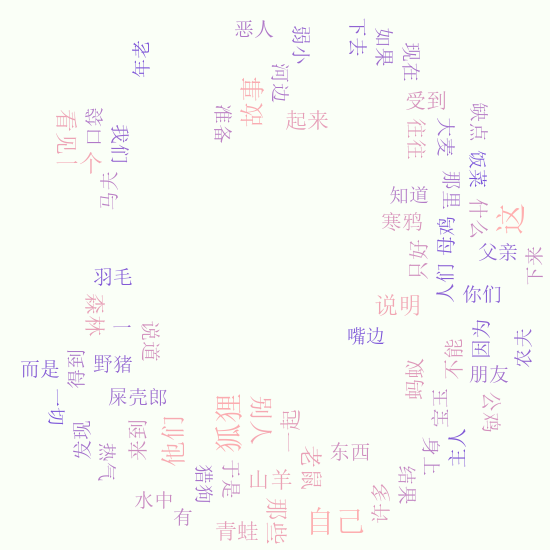 恶人
弱小
下去
如果
现在
年老
河边
故事
准备
起来
受到
往往
大麦
缺点
饭菜
看见
口袋
我们
一个
马夫
那里
什么
这
知道
寒鸦
母鸡
父亲
下来
只好
人们
你们
羽毛
说明
森林
一
说道
嘴边
因为
农夫
不能
朋友
而是
得到
野猪
蚂蚁
宝玉
公鸡
屎壳郎
一切
发现
来到
他们
狐狸
别人
一起
上身
主人
东西
老鼠
气愤
猎狗
于是
山羊
结果
许多
水中
有
青蛙
那些
自己